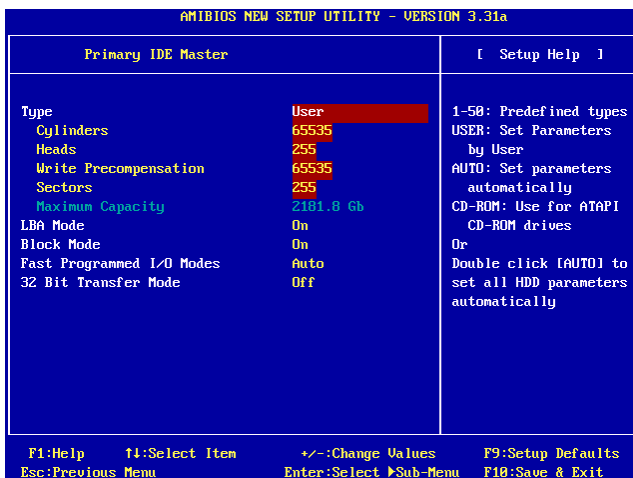 AMIBIOS NEW SETUP UTILITY - VERSION 3.31a
Primary IDE Master
[ Setup Help ]
Type User
Cylinders 65535
Heads 255
Write Precompensation 65535
Sectors 255
Maximum Capacity 2181.8 Gb
LBA Mode On
Block Mode On
Fast Programmed I/O Modes Auto
32 Bit Transfer Mode Off
1-50: Predefined types
USER: Set Parameters
by User
AUTO: Set parameters
automatically
CD-ROM: Use for ATAPI
CD-ROM drives
Or
Double click [AUTO] to
set all HDD parameters
automatically
F1:Help ↑↓:Select Item +/-:Change Values F9:Setup Defaults
Esc:Previous Menu Enter:Select ▶Sub-Menu F10:Save & Exit